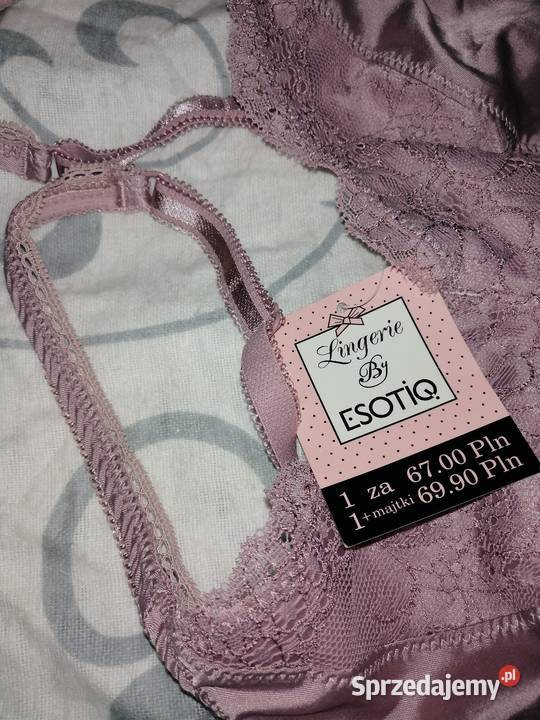 Lingerie
By
ESOTIQ
1 za 67.00 Pln
1+majtki 69.90 Pln
Sprzedajemy.pl